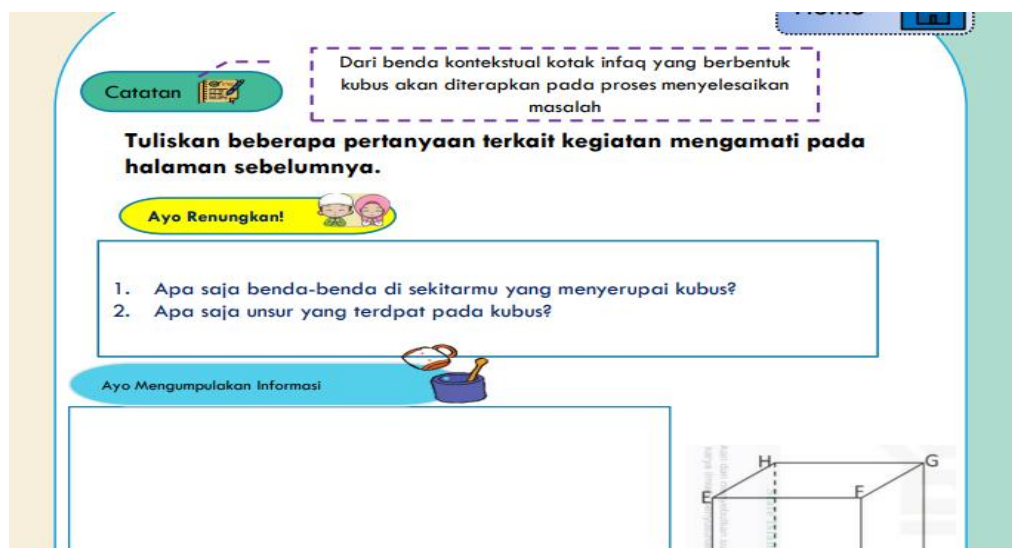 Catatan
Dari benda kontekstual kotak infaq yang berbentuk
kubus akan diterapkan pada proses menyelesaikan
masalah
Tuliskan beberapa pertanyaan terkait kegiatan mengamati pada
halaman sebelumnya.
Ayo Renungkan!
1. Apa saja benda-benda di sekitarmu yang menyerupai kubus?
2. Apa saja unsur yang terdpat pada kubus?
Ayo Mengumpulakan Informasi
H
G
E
F